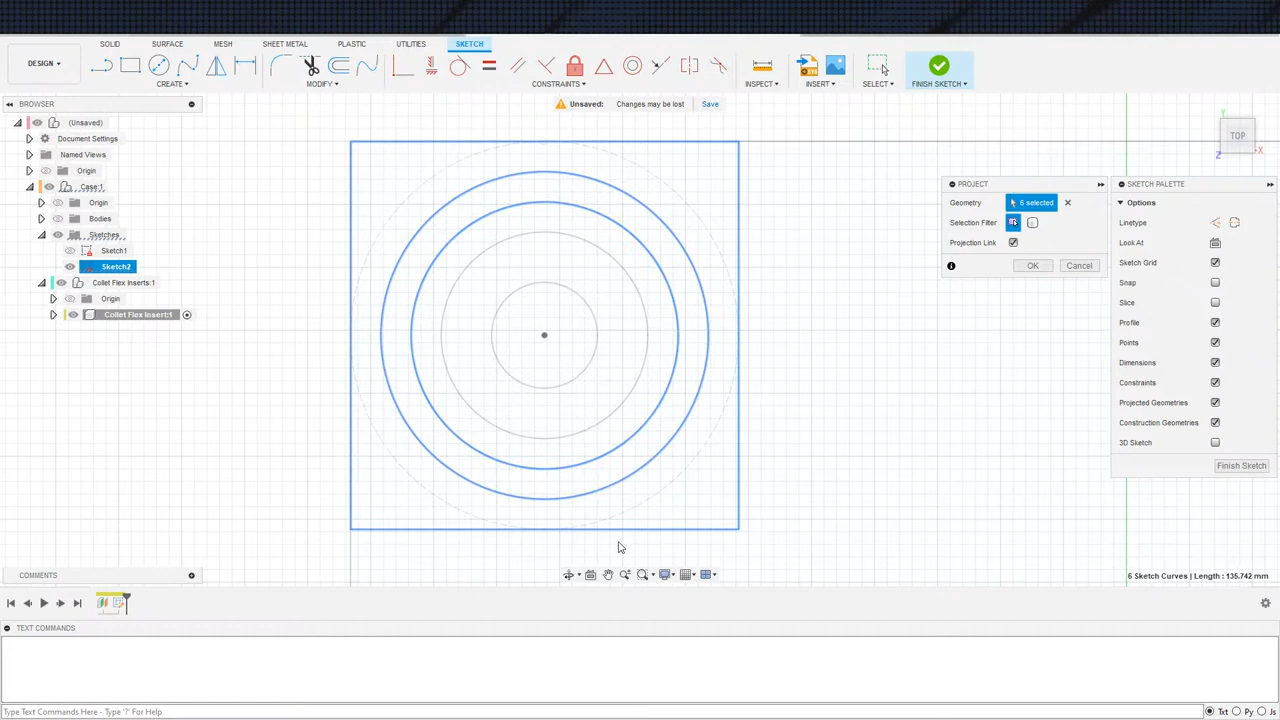 SOLID SURFACE MESH SHEET METAL PLASTIC UTILITIES SKETCH
DESIGN
CREATE MODIFY CONSTRAINTS INSPECT INSERT SELECT FINISH SKETCH
BROWSER
Unsaved: Changes may be lost Save
(Unsaved)
Document Settings
Named Views
Origin
Case:1
Origin
Bodies
Sketches
Sketch1
Sketch2
Collet Flex Inserts:1
Origin
Collet Flex Insert:1
Y
TOP
X
Z
PROJECT
Geometry 6 selected
Selection Filter
Projection Link
OK Cancel
SKETCH PALETTE
Options
Linetype
Look At
Sketch Grid
Snap
Slice
Profile
Points
Dimensions
Constraints
Projected Geometries
Construction Geometries
3D Sketch
Finish Sketch
COMMENTS
6 Sketch Curves | Length : 135.742 mm
TEXT COMMANDS
Type Text Commands Here - Type '?' For Help
Txt Py Js